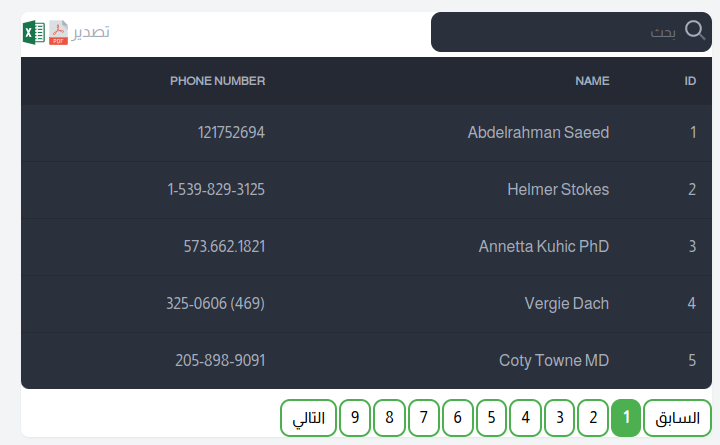 بحث
تصدير
PDF
X
ID NAME PHONE NUMBER
1 Abdelrahman Saeed 121752694
2 Helmer Stokes 1-539-829-3125
3 Annetta Kuhic PhD 573.662.1821
4 Vergie Dach 325-0606 (469)
5 Coty Towne MD 205-898-9091
السابق 1 2 3 4 5 6 7 8 9 التالي